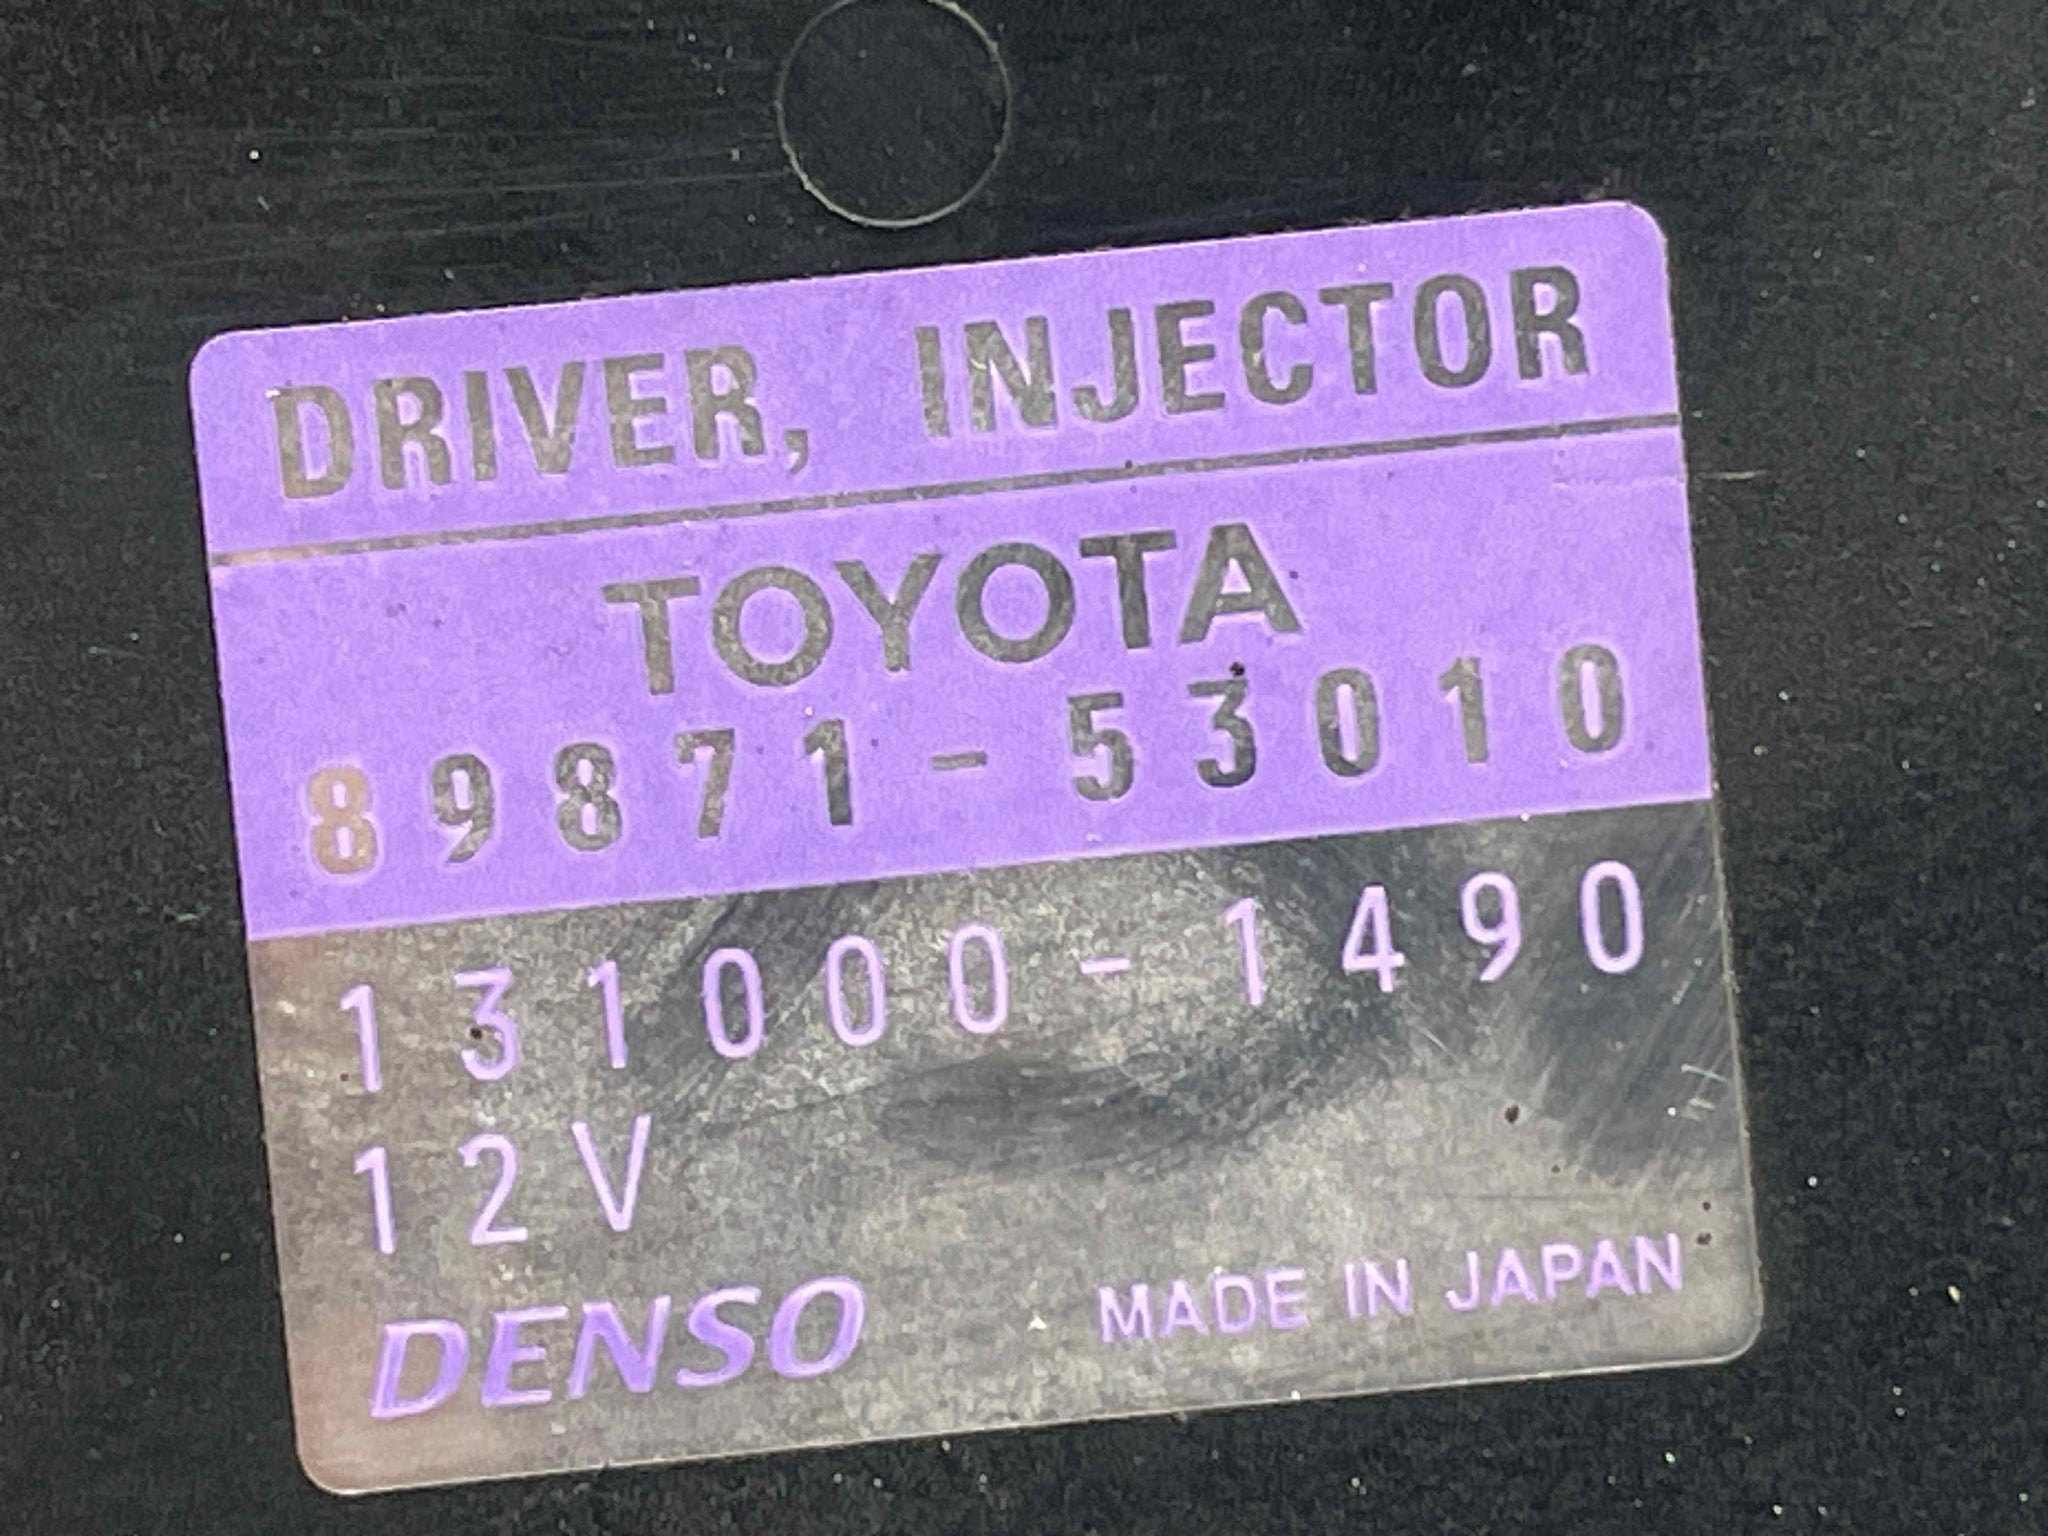 DRIVER, INJECTOR
TOYOTA
89871-53010
131000-1490
12V
DENSO MADE IN JAPAN